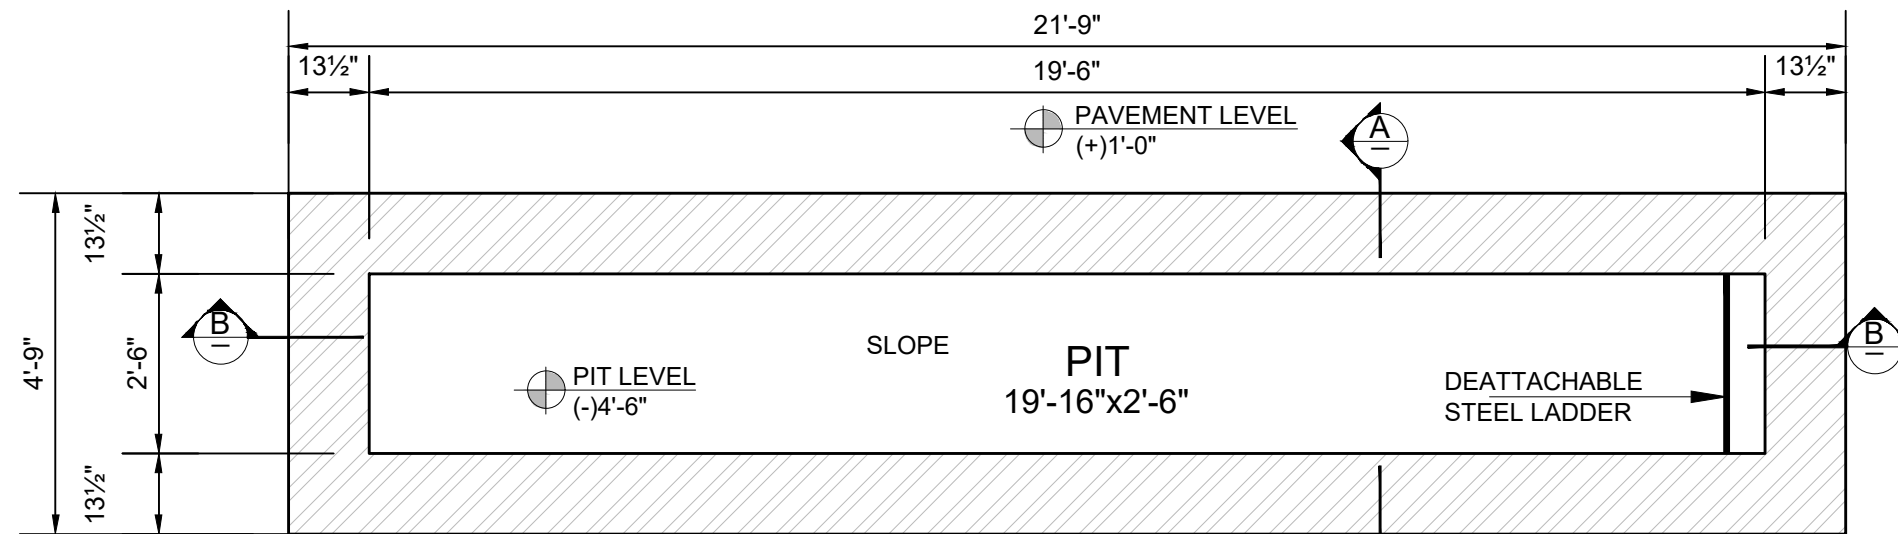 21'-9"
13½"
19'-6"
13½"
PAVEMENT LEVEL
(+)1'-0"
A
13½"
4'-9"
2'-6"
13½"
B
SLOPE
PIT
19'-16"x2'-6"
PIT LEVEL
(-)4'-6"
DEATTACHABLE
STEEL LADDER
B